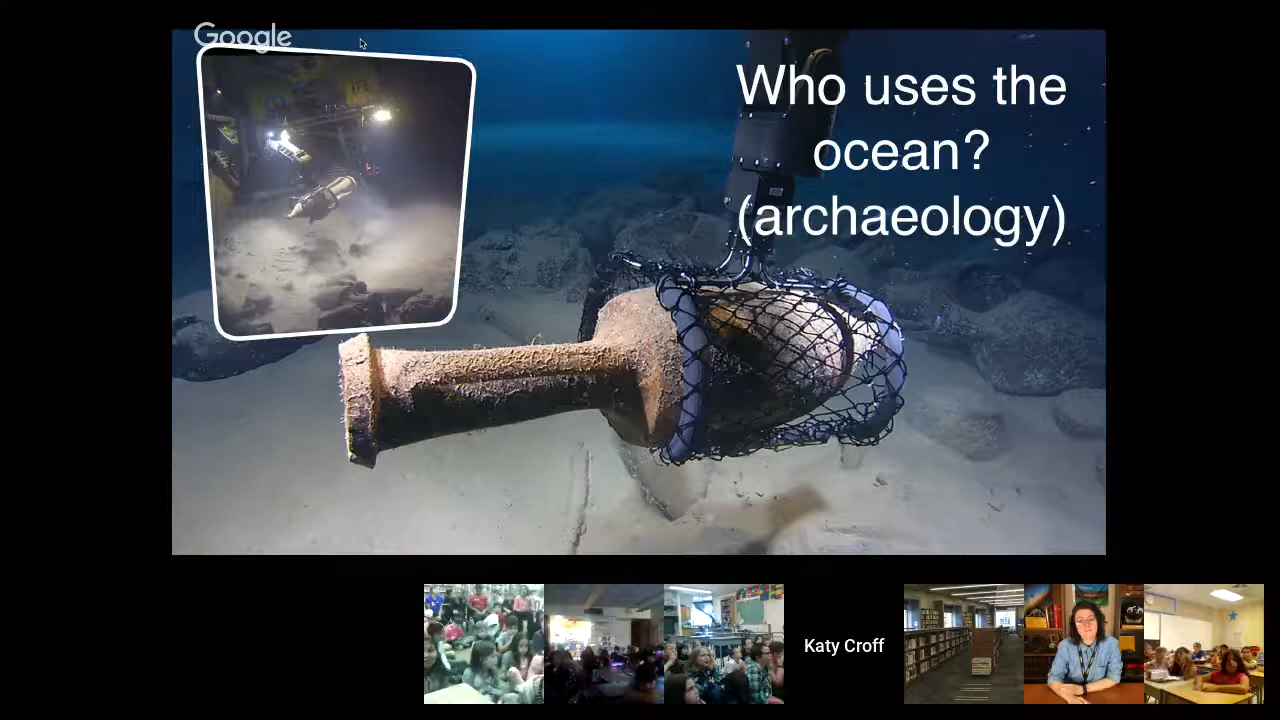 Google
Who uses the
ocean?
(archaeology)
Katy Croff